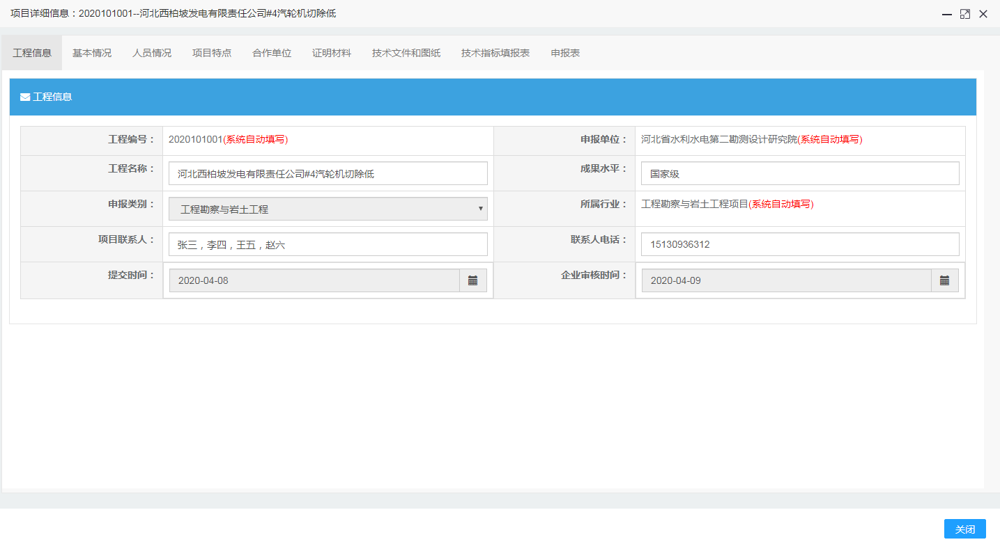 项目详细信息：2020101001--河北西柏坡发电有限责任公司#4汽轮机切除低
工程信息 基本情况 人员情况 项目特点 合作单位 证明材料 技术文件和图纸 技术指标填报表 申报表
工程信息
工程编号： 2020101001(系统自动填写) 申报单位： 河北省水利水电第二勘测设计研究院(系统自动填写)
工程名称： 河北西柏坡发电有限责任公司#4汽轮机切除低 成果水平： 国家级
申报类别： 工程勘察与岩土工程 所属行业： 工程勘察与岩土工程项目(系统自动填写)
项目联系人： 张三，李四，王五，赵六 联系人电话： 15130936312
提交时间： 2020-04-08 企业审核时间： 2020-04-09
关闭